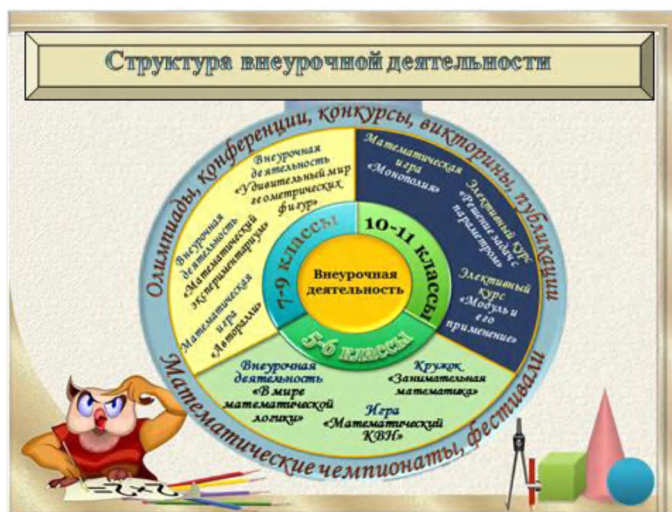 Структура внеурочной деятельности
Олимпиады, конференции, конкурсы, викторины, публикации
Внеурочная
деятельность
«Удивительный мир
геометрических
фигур»
Внеурочная
деятельность
«Математический
экспериментариум»
Математическая
игра
«Авторалли»
Математическая
игра
«Монополия»
Элективный курс
«Решение задач с
параметром»
Элективный
курс
«Модуль и
его
применение»
7-9 классы
10-11 классы
Внеурочная
деятельность
5-6 классы
Внеурочная
деятельность
«В мире
математической
логики»
Кружок
«Занимательная
математика»
Игра
«Математический
КВН»
Математические чемпионаты, фестивали